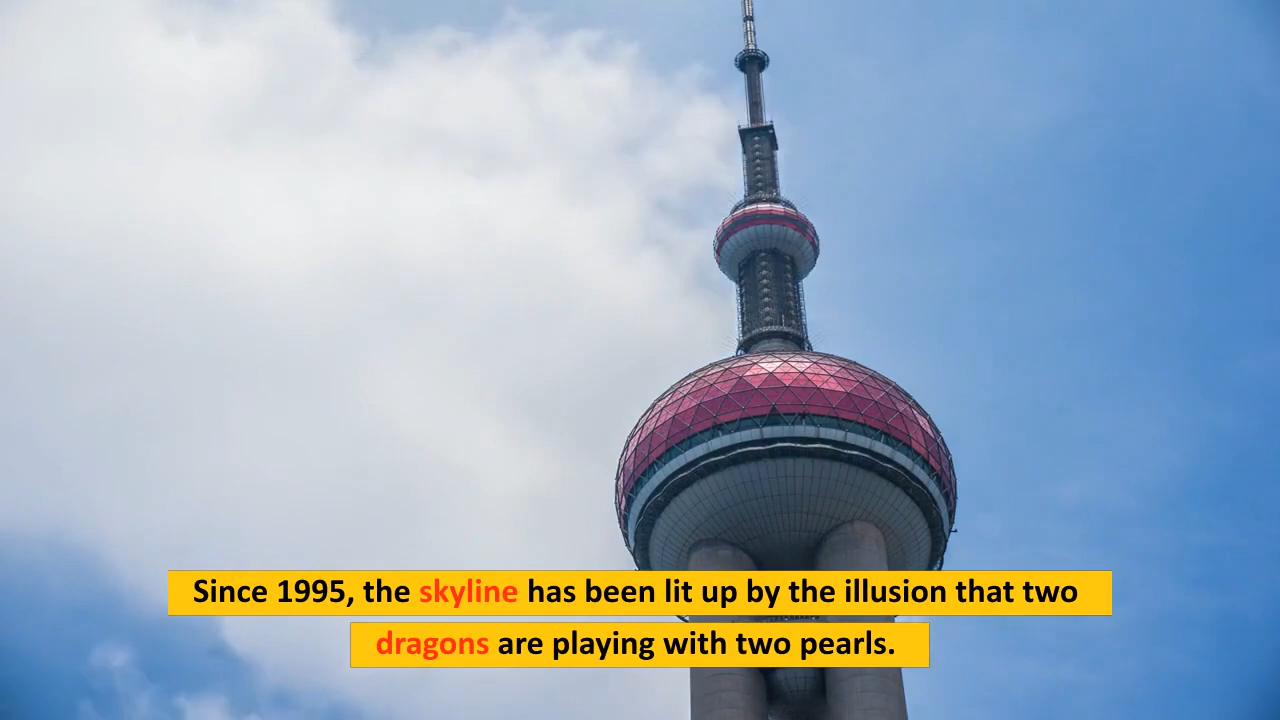 Since 1995, the skyline has been lit up by the illusion that two
dragons are playing with two pearls.